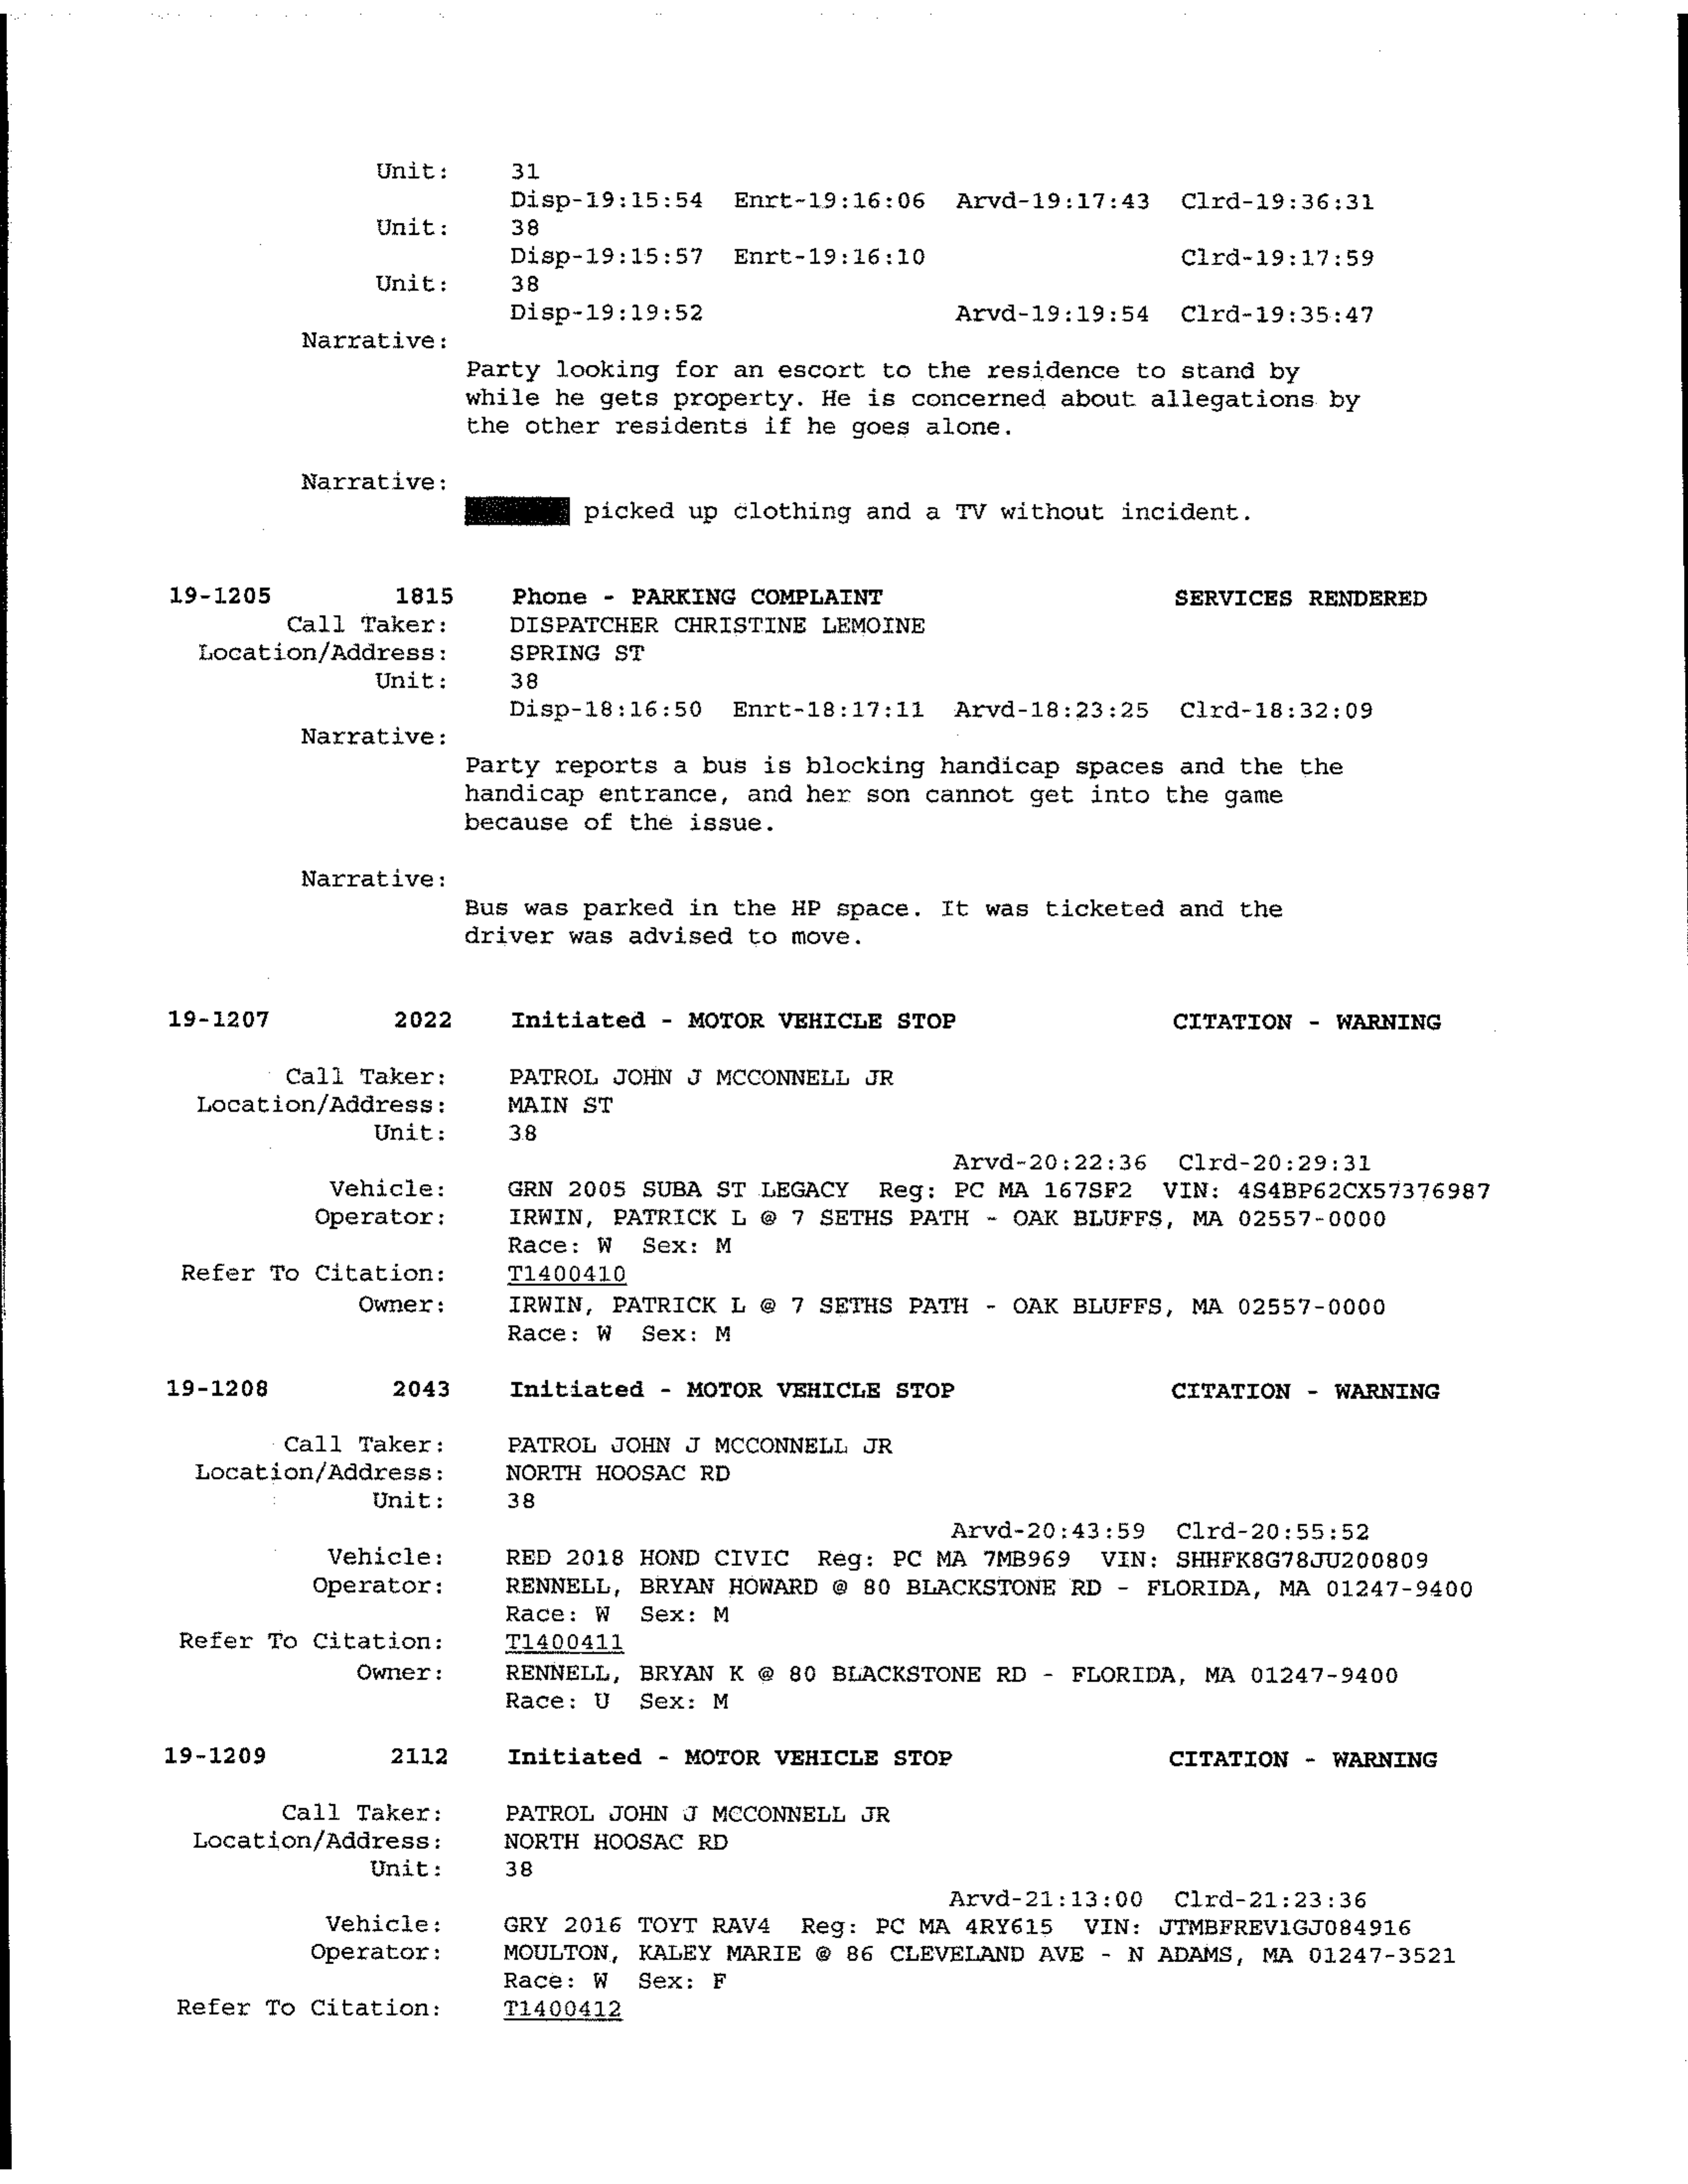 Unit: 31
Disp-19:15:54 Enrt-19:16:06 Arvd-19:17:43 Clrd-19:36:31
Unit: 38
Disp-19:15:57 Enrt-19:16:10 Clrd-19:17:59
Unit: 38
Disp-19:19:52 Arvd-19:19:54 Clrd-19:35:47
Narrative:
Party looking for an escort to the residence to stand by
while he gets property. He is concerned about allegations by
the other residents if he goes alone.
Narrative:
picked up clothing and a TV without incident.
19-1205 1815 Phone - PARKING COMPLAINT SERVICES RENDERED
Call Taker: DISPATCHER CHRISTINE LEMOINE
Location/Address: SPRING ST
Unit: 38
Disp-18:16:50 Enrt-18:17:11 Arvd-18:23:25 Clrd-18:32:09
Narrative:
Party reports a bus is blocking handicap spaces and the the
handicap entrance, and her son cannot get into the game
because of the issue.
Narrative:
Bus was parked in the HP space. It was ticketed and the
driver was advised to move.
19-1207 2022 Initiated - MOTOR VEHICLE STOP CITATION - WARNING
Call Taker: PATROL JOHN J MCCONNELL JR
Location/Address: MAIN ST
Unit: 38
Arvd-20:22:36 Clrd-20:29:31
Vehicle: GRN 2005 SUBA ST LEGACY Reg: PC MA 167SF2 VIN: 4S4BP62CX57376987
Operator: IRWIN, PATRICK L @ 7 SETHS PATH - OAK BLUFFS, MA 02557-0000
Race: W Sex: M
Refer To Citation: T1400410
Owner: IRWIN, PATRICK L @ 7 SETHS PATH - OAK BLUFFS, MA 02557-0000
Race: W Sex: M
19-1208 2043 Initiated - MOTOR VEHICLE STOP CITATION - WARNING
Call Taker: PATROL JOHN J MCCONNELL JR
Location/Address: NORTH HOOSAC RD
Unit: 38
Arvd-20:43:59 Clrd-20:55:52
Vehicle: RED 2018 HOND CIVIC Reg: PC MA 7MB969 VIN: SHHFK8G78JU200809
Operator: RENNELL, BRYAN HOWARD @ 80 BLACKSTONE RD - FLORIDA, MA 01247-9400
Race: W Sex: M
Refer To Citation: T1400411
Owner: RENNELL, BRYAN K @ 80 BLACKSTONE RD - FLORIDA, MA 01247-9400
Race: U Sex: M
19-1209 2112 Initiated - MOTOR VEHICLE STOP CITATION - WARNING
Call Taker: PATROL JOHN J MCCONNELL JR
Location/Address: NORTH HOOSAC RD
Unit: 38
Arvd-21:13:00 Clrd-21:23:36
Vehicle: GRY 2016 TOYT RAV4 Reg: PC MA 4RY615 VIN: JTMBFREV1GJ084916
Operator: MOULTON, KALEY MARIE @ 86 CLEVELAND AVE - N ADAMS, MA 01247-3521
Race: W Sex: F
Refer To Citation: T1400412